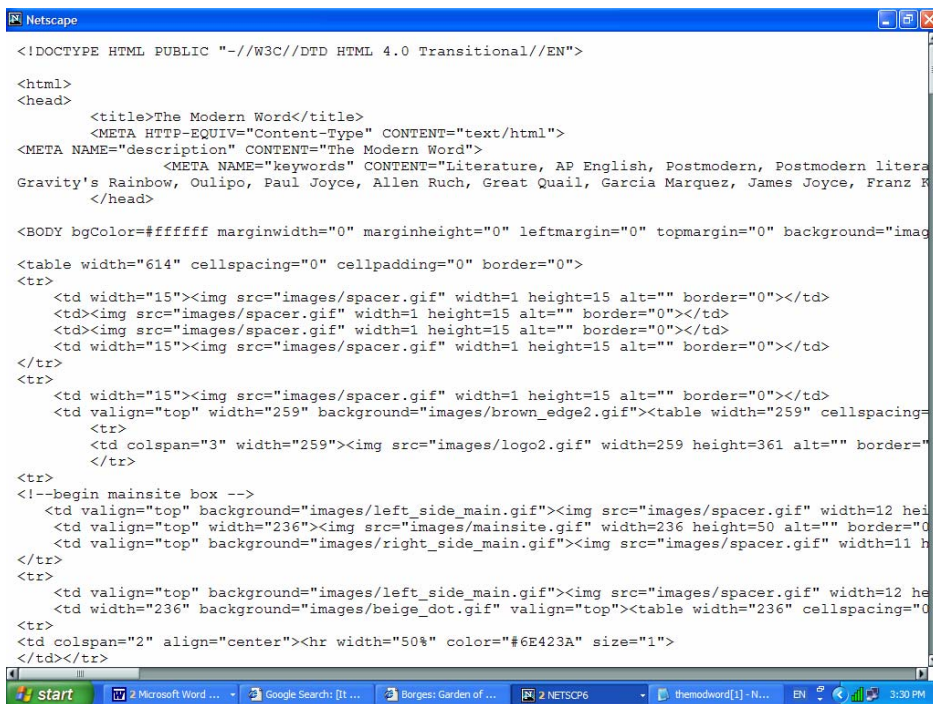 Netscape
<!DOCTYPE HTML PUBLIC "-//W3C//DTD HTML 4.0 Transitional//EN">
<html>
<head>
<title>The Modern Word</title>
<META HTTP-EQUIV="Content-Type" CONTENT="text/html">
<META NAME="description" CONTENT="The Modern Word">
<META NAME="keywords" CONTENT="Literature, AP English, Postmodern, Postmodern litera
Gravity's Rainbow, Oulipo, Paul Joyce, Allen Ruch, Great Quail, Garcia Marquez, James Joyce, Franz K
</head>
<BODY bgColor=#ffffff marginwidth="0" marginheight="0" leftmargin="0" topmargin="0" background="imag
<table width="614" cellspacing="0" cellpadding="0" border="0">
<tr>
<td width="15"><img src="images/spacer.gif" width=1 height=15 alt="" border="0"></td>
<td><img src="images/spacer.gif" width=1 height=15 alt="" border="0"></td>
<td><img src="images/spacer.gif" width=1 height=15 alt="" border="0"></td>
<td width="15"><img src="images/spacer.gif" width=1 height=15 alt="" border="0"></td>
</tr>
<tr>
<td width="15"><img src="images/spacer.gif" width=1 height=15 alt="" border="0"></td>
<td valign="top" width="259" background="images/brown_edge2.gif"><table width="259" cellspacing=
<tr>
<td colspan="3" width="259"><img src="images/logo2.gif" width=259 height=361 alt="" border="
</tr>
<tr>
<!--begin mainsite box -->
<td valign="top" background="images/left_side_main.gif"><img src="images/spacer.gif" width=12 hei
<td valign="top" width="236"><img src="images/mainsite.gif" width=236 height=50 alt="" border="0
<td valign="top" background="images/right_side_main.gif"><img src="images/spacer.gif" width=11 h
</tr>
<tr>
<td valign="top" background="images/left_side_main.gif"><img src="images/spacer.gif" width=12 he
<td width="236" background="images/beige_dot.gif" valign="top"><table width="236" cellspacing="0
<tr>
<td colspan="2" align="center"><hr width="50%" color="#6E423A" size="1">
</td></tr>
start 2 Microsoft Word ... Google Search: [It ... Borges: Garden of ... 2 NETSCP6 themodword[1] - N... EN 3:30 PM